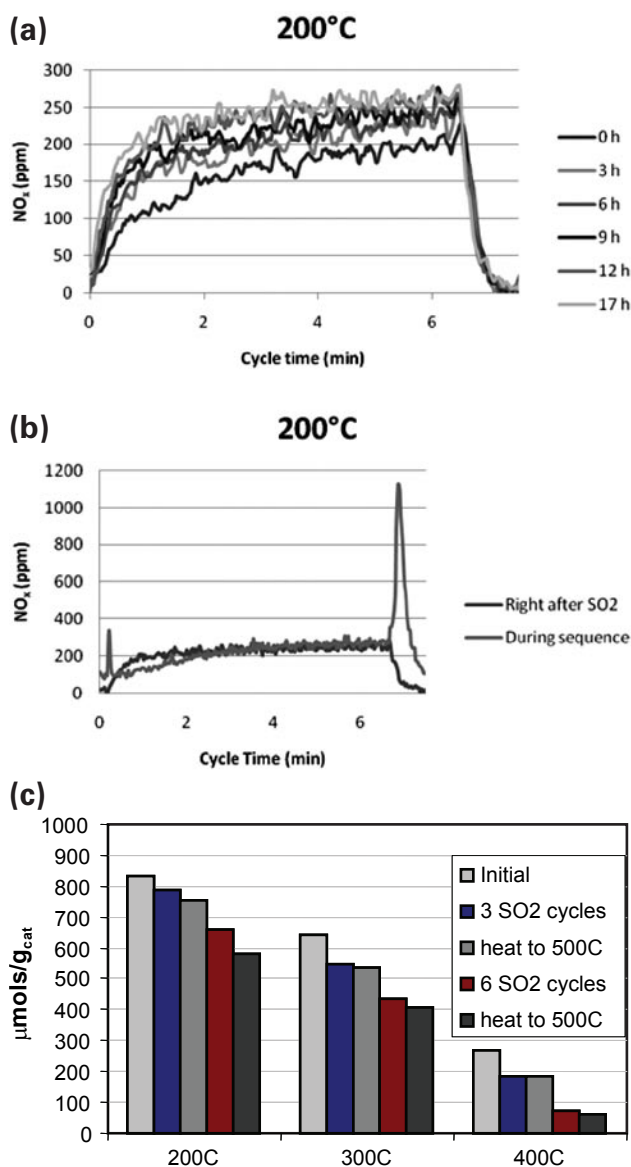 (a)
200°C
300
250
200
150
100
50
0
NOx (ppm)
0 2 4 6
Cycle time (min)
0 h
3 h
6 h
9 h
12 h
17 h
(b)
200°C
1200
1000
800
600
400
200
0
NOx (ppm)
0 2 4 6
Cycle Time (min)
Right after SO2
During sequence
(c)
1000
900
800
700
600
500
400
300
200
100
0
μmols/gcat
200C 300C 400C
Initial
3 SO2 cycles
heat to 500C
6 SO2 cycles
heat to 500C